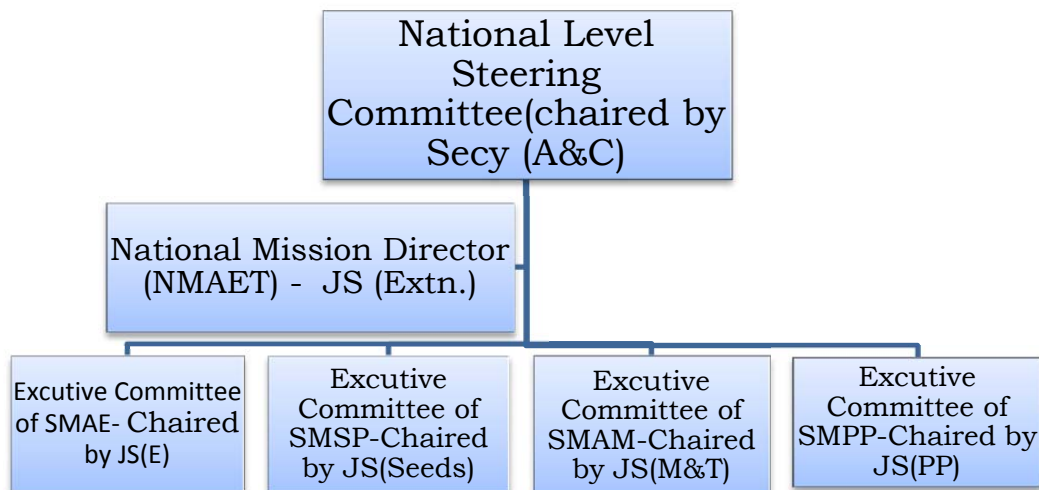 National Level
Steering
Committee(chaired by
Secy (A&C)
National Mission Director
(NMAET) - JS (Extn.)
Excutive Committee
of SMAE- Chaired
by JS(E)
Excutive
Committee of
SMSP-Chaired
by JS(Seeds)
Excutive
Committee of
SMAM-Chaired
by JS(M&T)
Excutive
Committee of
SMPP-Chaired by
JS(PP)